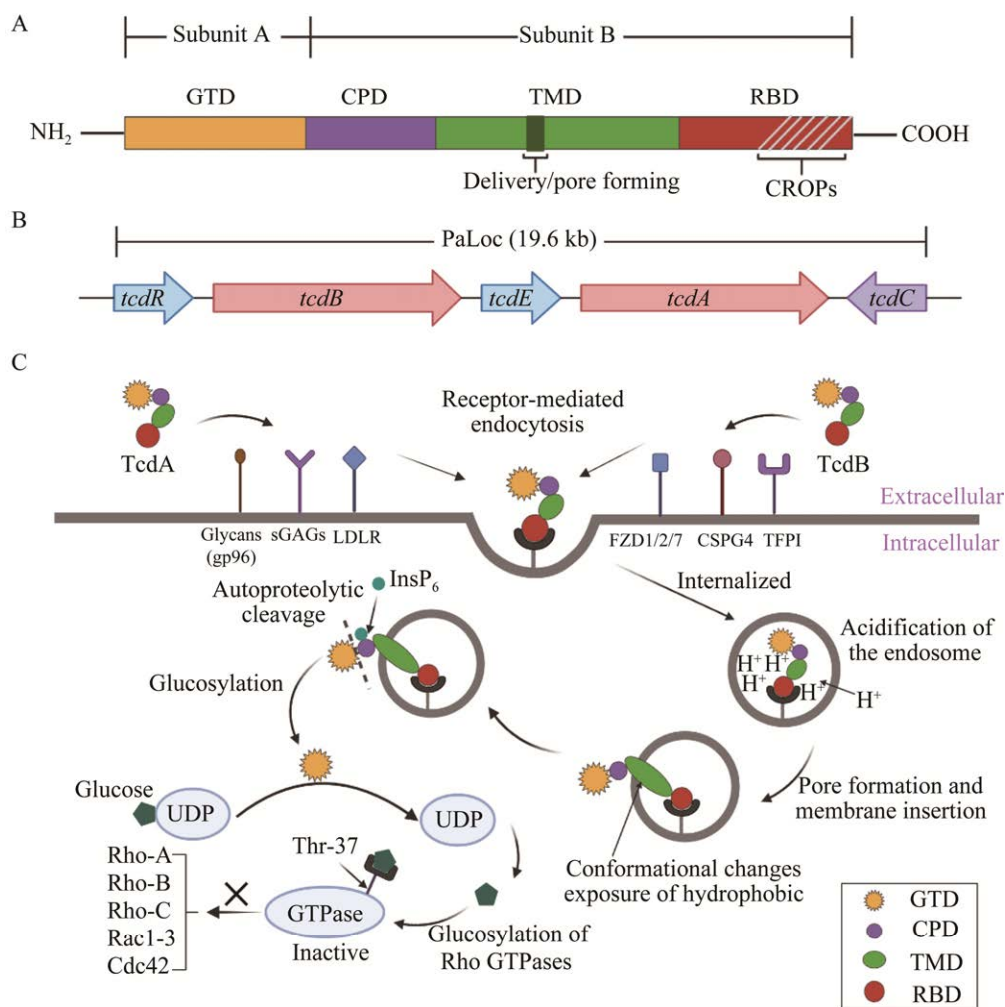 A
Subunit A
Subunit B
GTD
CPD
TMD
RBD
NH₂
COOH
Delivery/pore forming
CROPs
B
PaLoc (19.6 kb)
tcdR
tcdB
tcdE
tcdA
tcdC
C
TcdA
Receptor-mediated
endocytosis
TcdB
Extracellular
Intracellular
Glycans
(gp96)
sGAGs
LDLR
FZD1/2/7
CSPG4
TFPI
Internalized
Autoproteolytic
cleavage
InsP₆
Acidification of
the endosome
H⁺ H⁺
H⁺
H⁺
H⁺
Glucosylation
Pore formation and
membrane insertion
Conformational changes
exposure of hydrophobic
Glucose
UDP
UDP
Thr-37
Rho-A
Rho-B
Rho-C
Rac1-3
Cdc42
GTPase
Inactive
Glucosylation of
Rho GTPases
GTD
CPD
TMD
RBD